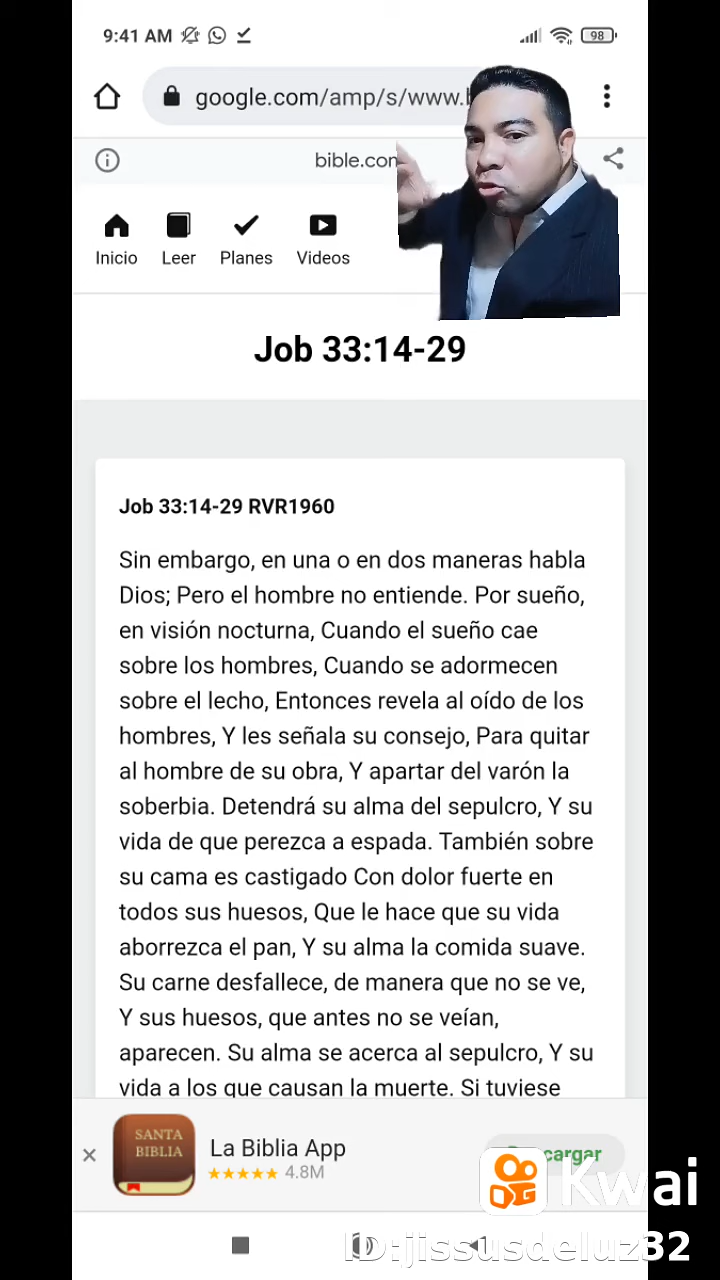 9:41 AM
98
google.com/amp/s/www.
bible.con
Inicio
Leer
Planes
Videos
Job 33:14-29
Job 33:14-29 RVR1960
Sin embargo, en una o en dos maneras habla
Dios; Pero el hombre no entiende. Por sueño,
en visión nocturna, Cuando el sueño cae
sobre los hombres, Cuando se adormecen
sobre el lecho, Entonces revela al oído de los
hombres, Y les señala su consejo, Para quitar
al hombre de su obra, Y apartar del varón la
soberbia. Detendrá su alma del sepulcro, Y su
vida de que perezca a espada. También sobre
su cama es castigado Con dolor fuerte en
todos sus huesos, Que le hace que su vida
aborrezca el pan, Y su alma la comida suave.
Su carne desfallece, de manera que no se ve,
Y sus huesos, que antes no se veían,
aparecen. Su alma se acerca al sepulcro, Y su
vida a los que causan la muerte. Si tuviese
SANTA
BIBLIA
La Biblia App
★★★★★ 4.8M
cargar
Kwai
ID:jissusdeluz32